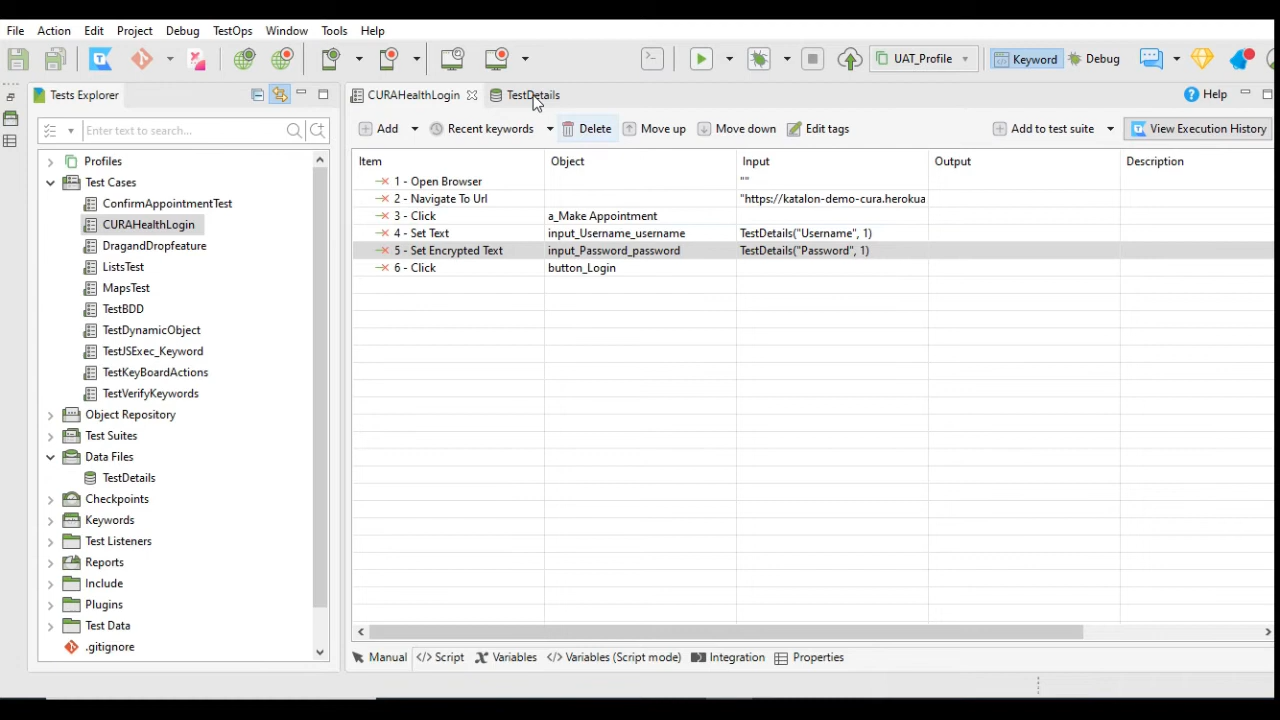 File Action Edit Project Debug TestOps Window Tools Help
UAT_Profile Keyword Debug
Tests Explorer
CURAHealthLogin TestDetails Help
Enter text to search...
Add Recent keywords Delete Move up Move down Edit tags Add to test suite View Execution History
Profiles
Test Cases
ConfirmAppointmentTest
CURAHealthLogin
DragandDropfeature
ListsTest
MapsTest
TestBDD
TestDynamicObject
TestJSExec_Keyword
TestKeyBoardActions
TestVerifyKeywords
Object Repository
Test Suites
Data Files
TestDetails
Checkpoints
Keywords
Test Listeners
Reports
Include
Plugins
Test Data
.gitignore
Item Object Input Output Description
1 - Open Browser ""
2 - Navigate To Url "https://katalon-demo-cura.herokua
3 - Click a_Make Appointment
4 - Set Text input_Username_username TestDetails("Username", 1)
5 - Set Encrypted Text input_Password_password TestDetails("Password", 1)
6 - Click button_Login
Manual Script Variables Variables (Script mode) Integration Properties